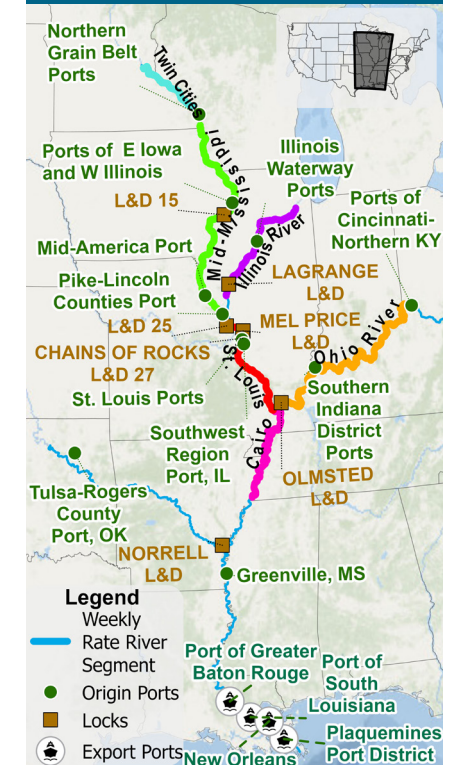 Northern
Grain Belt
Ports
Twin Cities
Ports of E Iowa
and W Illinois
Illinois
Waterway
Ports
L&D 15
Mid-Myssissippi
Ports of
Cincinnati-
Northern KY
Mid-America Port
Illinois River
Pike-Lincoln
Counties Port
LAGRANGE
L&D
L&D 25
MEL PRICE
L&D
Ohio River
CHAINS OF ROCKS
L&D 27
St. Louis
St. Louis Ports
Southern
Indiana
District
Ports
Southwest
Region
Port, IL
Cairo
OLMSTED
L&D
Tulsa-Rogers
County
Port, OK
NORRELL
L&D
Greenville, MS
Legend
Weekly
Rate River
Segment
Origin Ports
Locks
Export Ports
Port of Greater
Baton Rouge
Port of
South
Louisiana
Plaquemines
Port District
New Orleans